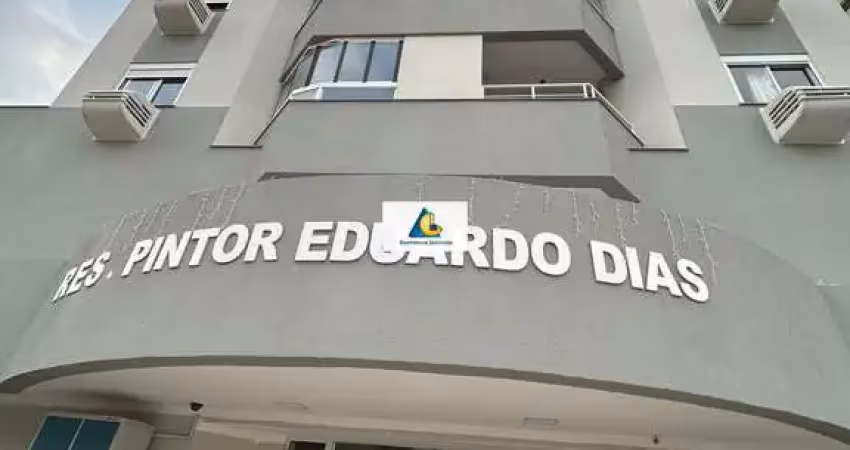 RES. PINTOR EDUARDO DIAS